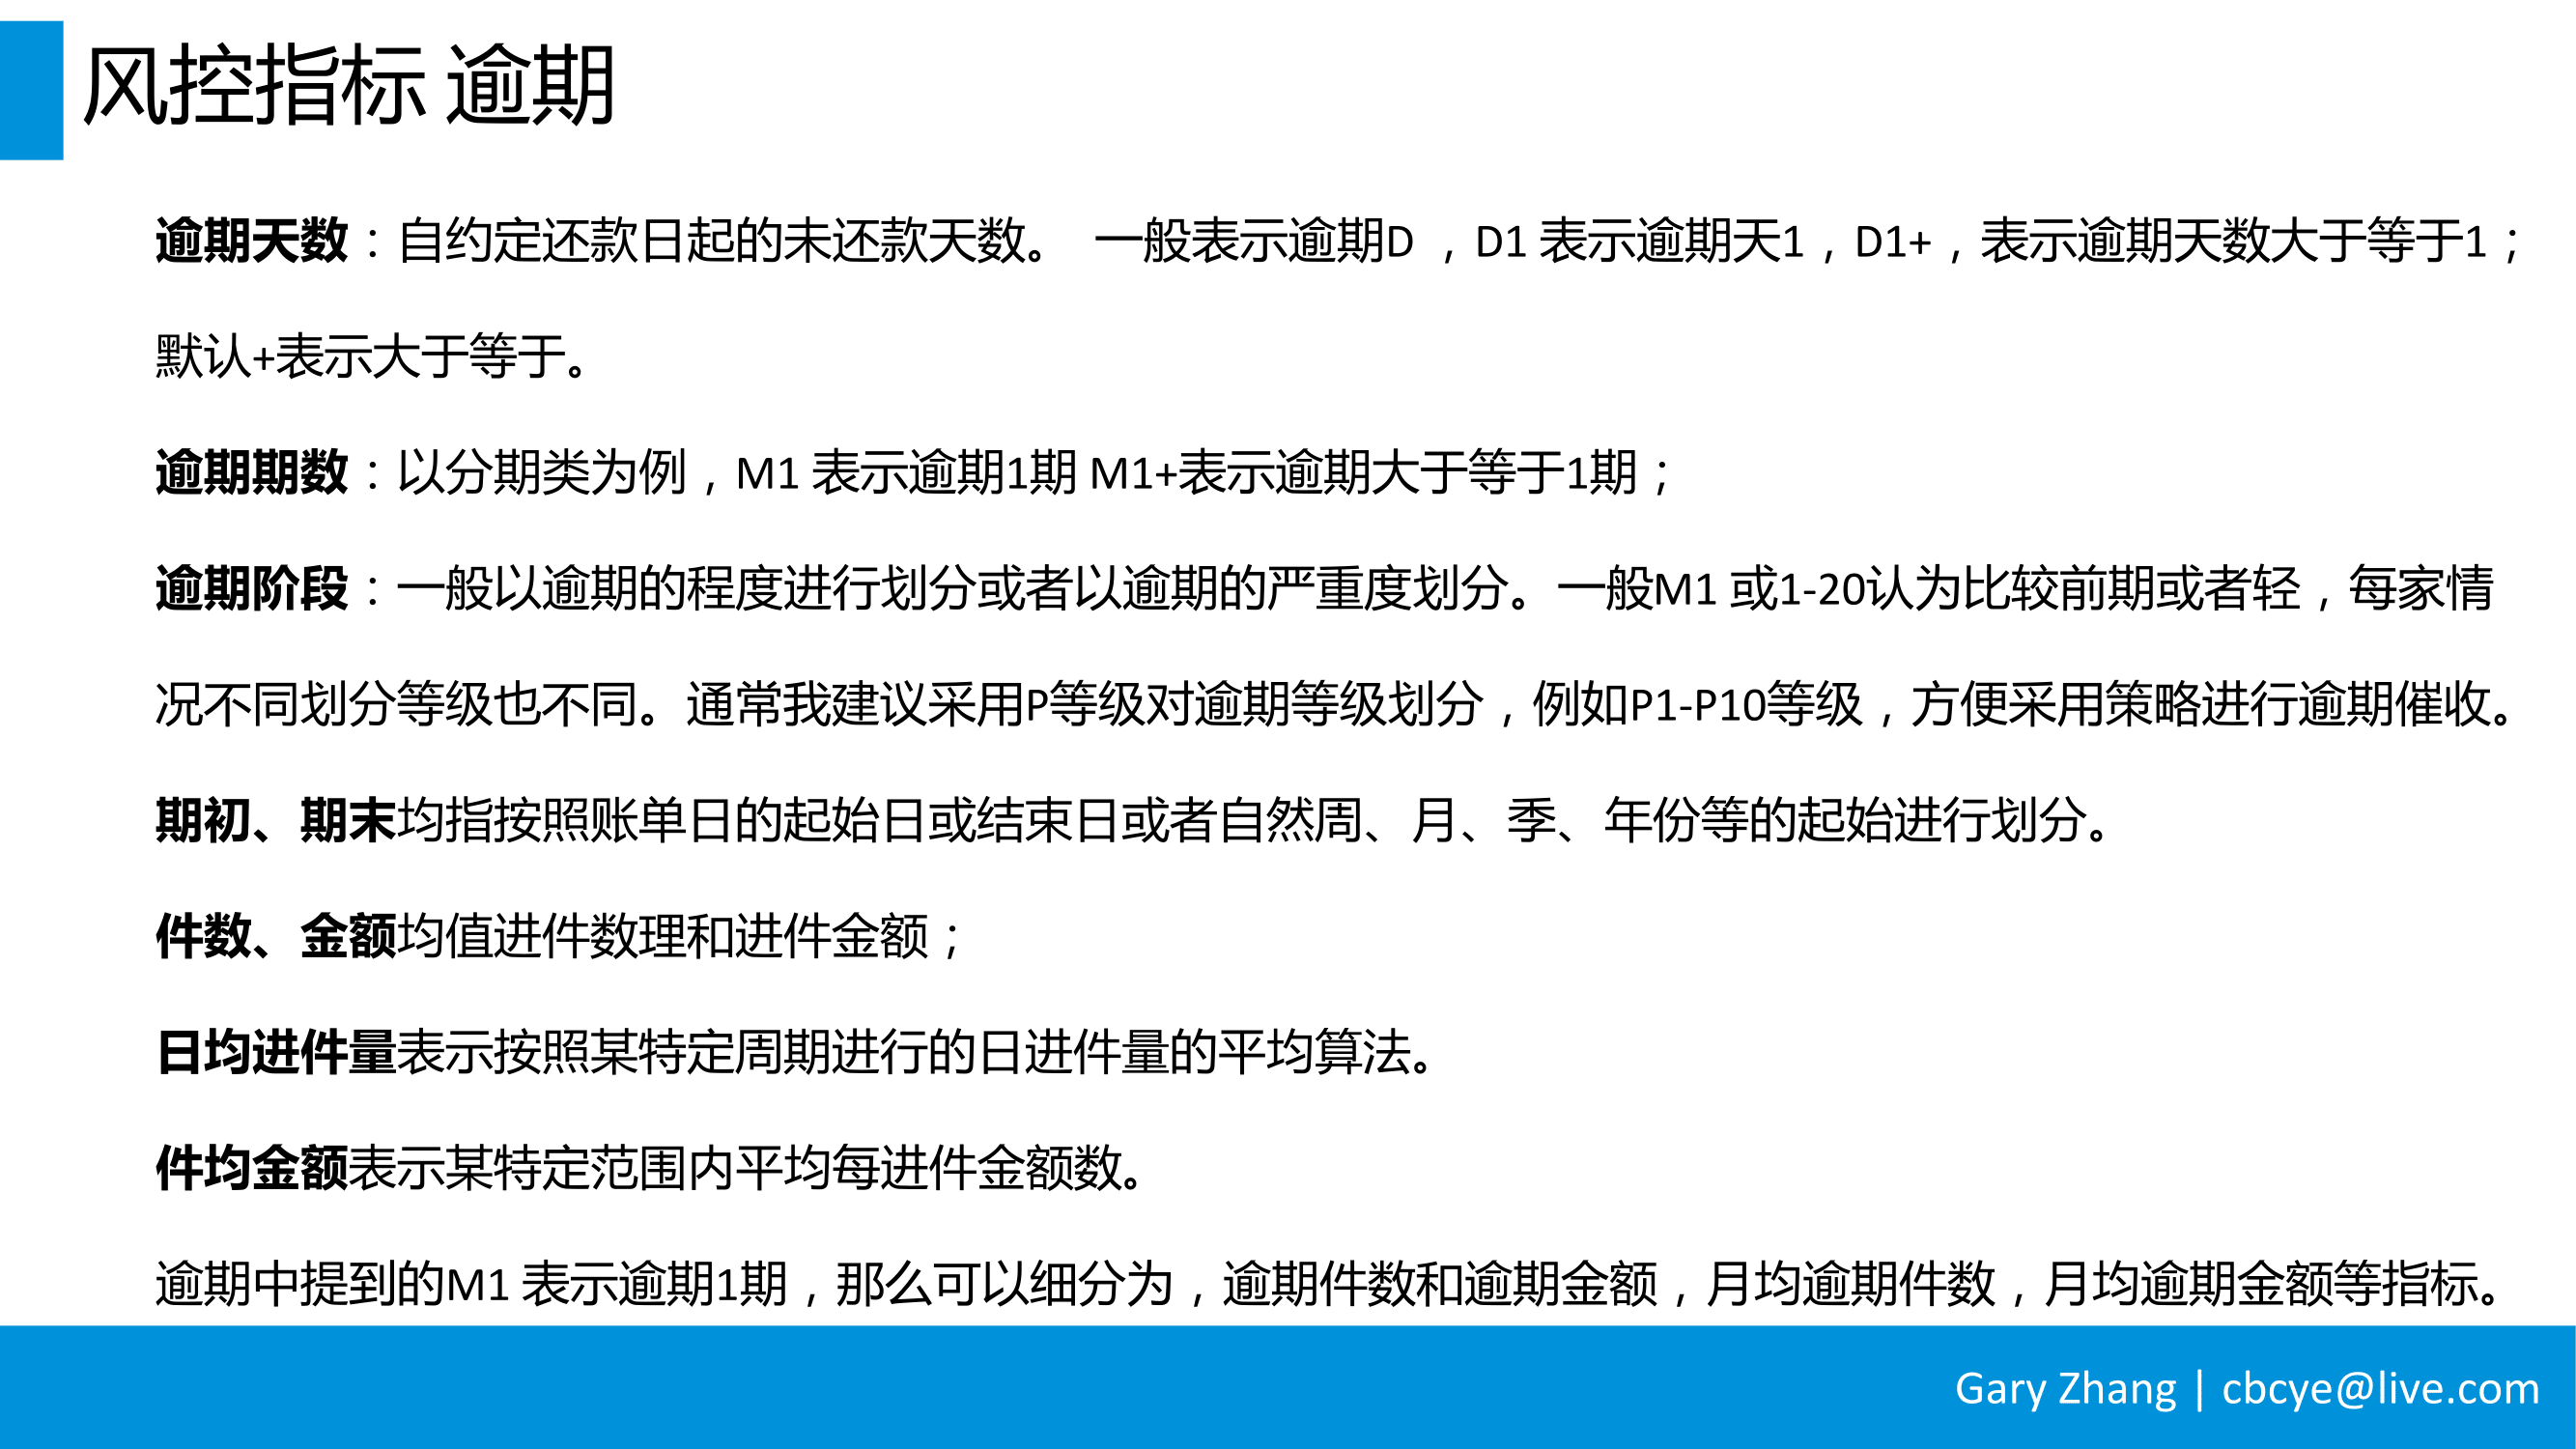 风控指标 逾期
逾期天数：自约定还款日起的未还款天数。 一般表示逾期D ，D1 表示逾期天1，D1+，表示逾期天数大于等于1；
默认+表示大于等于。
逾期期数：以分期类为例，M1 表示逾期1期 M1+表示逾期大于等于1期；
逾期阶段：一般以逾期的程度进行划分或者以逾期的严重度划分。一般M1 或1-20认为比较前期或者轻，每家情
况不同划分等级也不同。通常我建议采用P等级对逾期等级划分，例如P1-P10等级，方便采用策略进行逾期催收。
期初、期末均指按照账单日的起始日或结束日或者自然周、月、季、年份等的起始进行划分。
件数、金额均值进件数理和进件金额；
日均进件量表示按照某特定周期进行的日进件量的平均算法。
件均金额表示某特定范围内平均每进件金额数。
逾期中提到的M1 表示逾期1期，那么可以细分为，逾期件数和逾期金额，月均逾期件数，月均逾期金额等指标。
Gary Zhang | cbcye@live.com